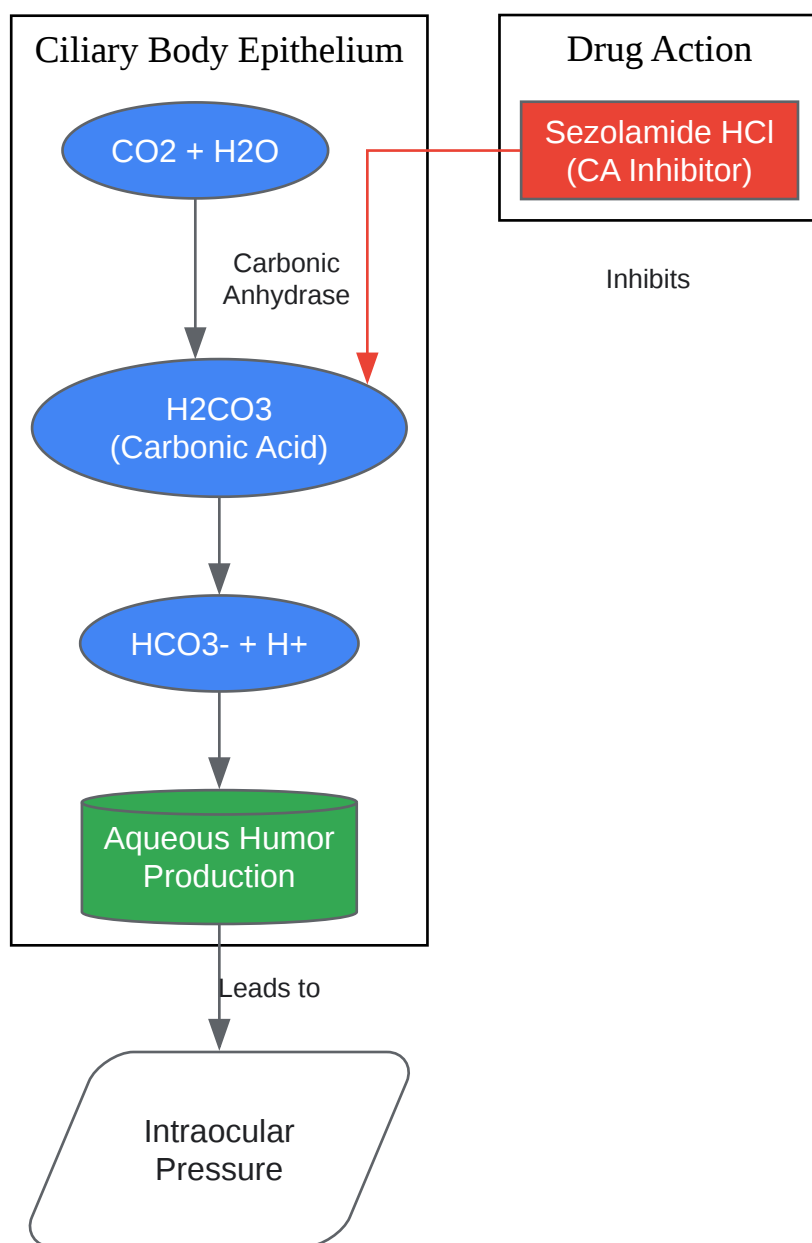 Ciliary Body Epithelium
CO2 + H2O
Carbonic
Anhydrase
H2CO3
(Carbonic Acid)
HCO3- + H+
Aqueous Humor
Production
Leads to
Intraocular
Pressure
Drug Action
Sezolamide HCl
(CA Inhibitor)
Inhibits